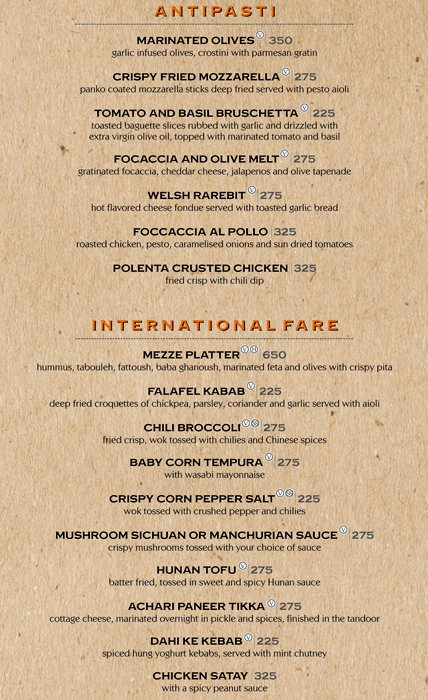 ANTIPASTI
MARINATED OLIVES V 350
garlic infused olives, crostini with parmesan gratin
CRISPY FRIED MOZZARELLA V 275
panko coated mozzarella sticks deep fried served with pesto aioli
TOMATO AND BASIL BRUSCHETTA V 225
toasted baguette slices rubbed with garlic and drizzled with
extra virgin olive oil, topped with marinated tomato and basil
FOCACCIA AND OLIVE MELT V 275
gratinated focaccia, cheddar cheese, jalapenos and olive tapenade
WELSH RAREBIT V 275
hot flavored cheese fondue served with toasted garlic bread
FOCCACCIA AL POLLO 325
roasted chicken, pesto, caramelised onions and sun dried tomatoes
POLENTA CRUSTED CHICKEN 325
fried crisp with chili dip
INTERNATIONAL FARE
MEZZE PLATTER V H 650
hummus, tabouleh, fattoush, baba ghanoush, marinated feta and olives with crispy pita
FALAFEL KABAB V 225
deep fried croquettes of chickpea, parsley, coriander and garlic served with aioli
CHILI BROCCOLI V 275
fried crisp, wok tossed with chilies and Chinese spices
BABY CORN TEMPURA V 275
with wasabi mayonnaise
CRISPY CORN PEPPER SALT V 225
wok tossed with crushed pepper and chilies
MUSHROOM SICHUAN OR MANCHURIAN SAUCE V 275
crispy mushrooms tossed with your choice of sauce
HUNAN TOFU V 275
batter fried, tossed in sweet and spicy Hunan sauce
ACHARI PANEER TIKKA V 275
cottage cheese, marinated overnight in pickle and spices, finished in the tandoor
DAHI KE KEBAB V 225
spiced hung yoghurt kebabs, served with mint chutney
CHICKEN SATAY 325
with a spicy peanut sauce